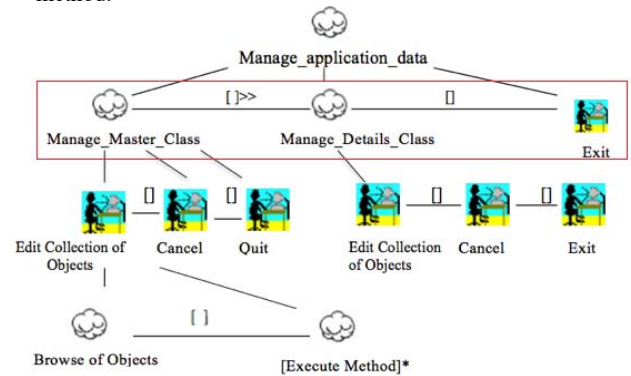 method.
Manage_application_data
[ ]>>
[]
Manage_Master_Class
Manage_Details_Class
Exit
[]
[]
[]
[]
Edit Collection of
Objects
Cancel
Quit
Edit Collection
of Objects
Cancel
Exit
[ ]
Browse of Objects
[Execute Method]*